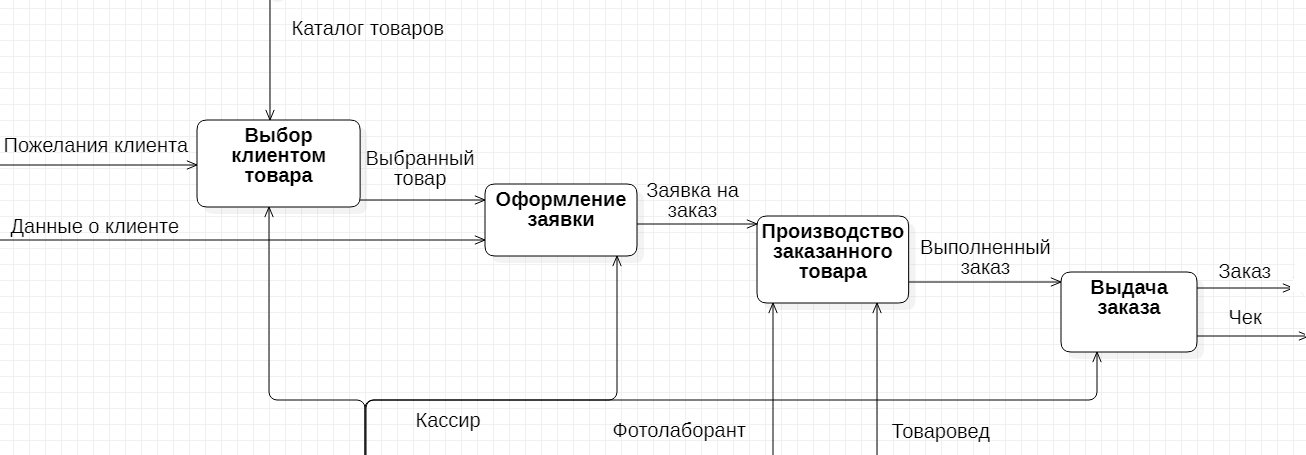 Каталог товаров
Пожелания клиента
Выбор
клиентом
товара
Выбранный
товар
Данные о клиенте
Оформление
заявки
Заявка на
заказ
Производство
заказанного
товара
Выполненный
заказ
Выдача
заказа
Заказ
Чек
Кассир
Фотолаборант
Товаровед